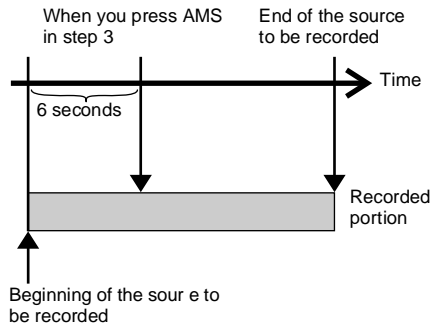 When you press AMS
in step 3
End of the source
to be recorded
Time
6 seconds
Recorded
portion
Beginning of the sour e to
be recorded